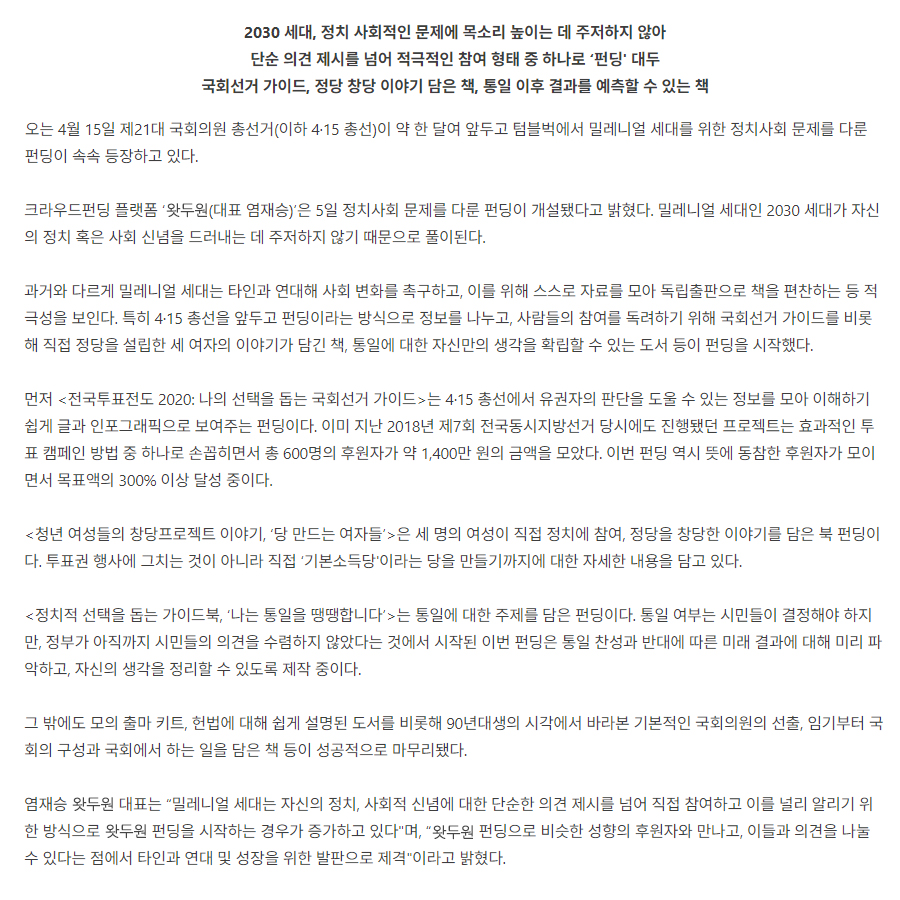 2030 세대, 정치 사회적인 문제에 목소리 높이는 데 주저하지 않아
단순 의견 제시를 넘어 적극적인 참여 형태 중 하나로 ‘펀딩’ 대두
국회선거 가이드, 정당 창당 이야기 담은 책, 통일 이후 결과를 예측할 수 있는 책
오는 4월 15일 제21대 국회의원 총선거(이하 4·15 총선)이 약 한 달여 앞두고 텀블벅에서 밀레니얼 세대를 위한 정치사회 문제를 다룬
펀딩이 속속 등장하고 있다.
크라우드펀딩 플랫폼 ‘왓두원(대표 염재승)’은 5일 정치사회 문제를 다룬 펀딩이 개설됐다고 밝혔다. 밀레니얼 세대인 2030 세대가 자신
의 정치 혹은 사회 신념을 드러내는 데 주저하지 않기 때문으로 풀이된다.
과거와 다르게 밀레니얼 세대는 타인과 연대해 사회 변화를 촉구하고, 이를 위해 스스로 자료를 모아 독립출판으로 책을 편찬하는 등 적
극성을 보인다. 특히 4·15 총선을 앞두고 펀딩이라는 방식으로 정보를 나누고, 사람들의 참여를 독려하기 위해 국회선거 가이드를 비롯
해 직접 정당을 설립한 세 여자의 이야기가 담긴 책, 통일에 대한 자신만의 생각을 확립할 수 있는 도서 등이 펀딩을 시작했다.
먼저 <전국투표전도 2020: 나의 선택을 돕는 국회선거 가이드>는 4·15 총선에서 유권자의 판단을 도울 수 있는 정보를 모아 이해하기
쉽게 글과 인포그래픽으로 보여주는 펀딩이다. 이미 지난 2018년 제7회 전국동시지방선거 당시에도 진행됐던 프로젝트는 효과적인 투
표 캠페인 방법 중 하나로 손꼽히면서 총 600명의 후원자가 약 1,400만 원의 금액을 모았다. 이번 펀딩 역시 뜻에 동참한 후원자가 모이
면서 목표액의 300% 이상 달성 중이다.
<청년 여성들의 창당프로젝트 이야기, ‘당 만드는 여자들’>은 세 명의 여성이 직접 정치에 참여, 정당을 창당한 이야기를 담은 북 펀딩이
다. 투표권 행사에 그치는 것이 아니라 직접 ‘기본소득당’이라는 당을 만들기까지에 대한 자세한 내용을 담고 있다.
<정치적 선택을 돕는 가이드북, ‘나는 통일을 땡땡합니다’>는 통일에 대한 주제를 담은 펀딩이다. 통일 여부는 시민들이 결정해야 하지
만, 정부가 아직까지 시민들의 의견을 수렴하지 않았다는 것에서 시작된 이번 펀딩은 통일 찬성과 반대에 따른 미래 결과에 대해 미리 파
악하고, 자신의 생각을 정리할 수 있도록 제작 중이다.
그 밖에도 모의 출마 키트, 헌법에 대해 쉽게 설명된 도서를 비롯해 90년대생의 시각에서 바라본 기본적인 국회의원의 선출, 임기부터 국
회의 구성과 국회에서 하는 일을 담은 책 등이 성공적으로 마무리됐다.
염재승 왓두원 대표는 “밀레니얼 세대는 자신의 정치, 사회적 신념에 대한 단순한 의견 제시를 넘어 직접 참여하고 이를 널리 알리기 위
한 방식으로 왓두원 펀딩을 시작하는 경우가 증가하고 있다"며, “왓두원 펀딩으로 비슷한 성향의 후원자와 만나고, 이들과 의견을 나눌
수 있다는 점에서 타인과 연대 및 성장을 위한 발판으로 제격"이라고 밝혔다.